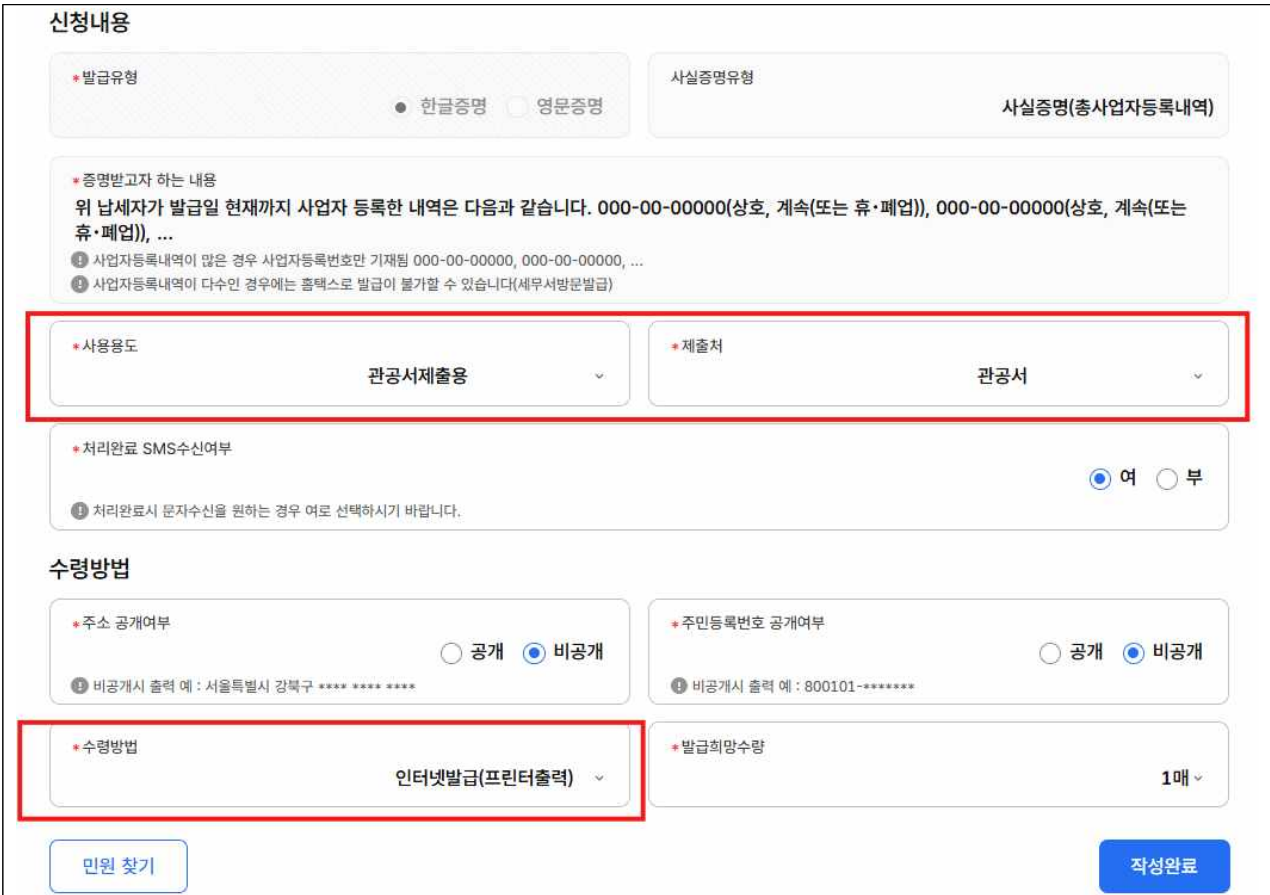 신청내용
*발급유형
한글증명 영문증명
사실증명유형
사실증명(총사업자등록내역)
*증명받고자 하는 내용
위 납세자가 발급일 현재까지 사업자 등록한 내역은 다음과 같습니다. 000-00-00000(상호, 계속(또는 휴·폐업)), 000-00-00000(상호, 계속(또는
휴·폐업)), ...
사업자등록내역이 많은 경우 사업자등록번호만 기재됨 000-00-00000, 000-00-00000, ...
사업자등록내역이 다수인 경우에는 홈택스로 발급이 불가할 수 있습니다(세무서방문발급)
*사용용도
관공서제출용
*제출처
관공서
*처리완료 SMS수신여부
여 부
처리완료시 문자수신을 원하는 경우 여로 선택하시기 바랍니다.
수령방법
*주소 공개여부
공개 비공개
비공개시 출력 예 : 서울특별시 강북구 **** **** ****
*주민등록번호 공개여부
공개 비공개
비공개시 출력 예 : 800101-*******
*수령방법
인터넷발급(프린터출력)
*발급희망수량
1매
민원 찾기
작성완료